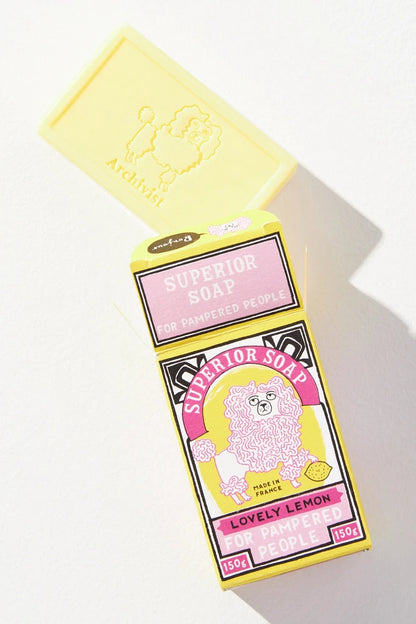 Archivist
Bonjour
SUPERIOR
SOAP
FOR PAMPERED PEOPLE
SUPERIOR SOAP
MADE IN
FRANCE
LOVELY LEMON
FOR PAMPERED
PEOPLE
150g
150g